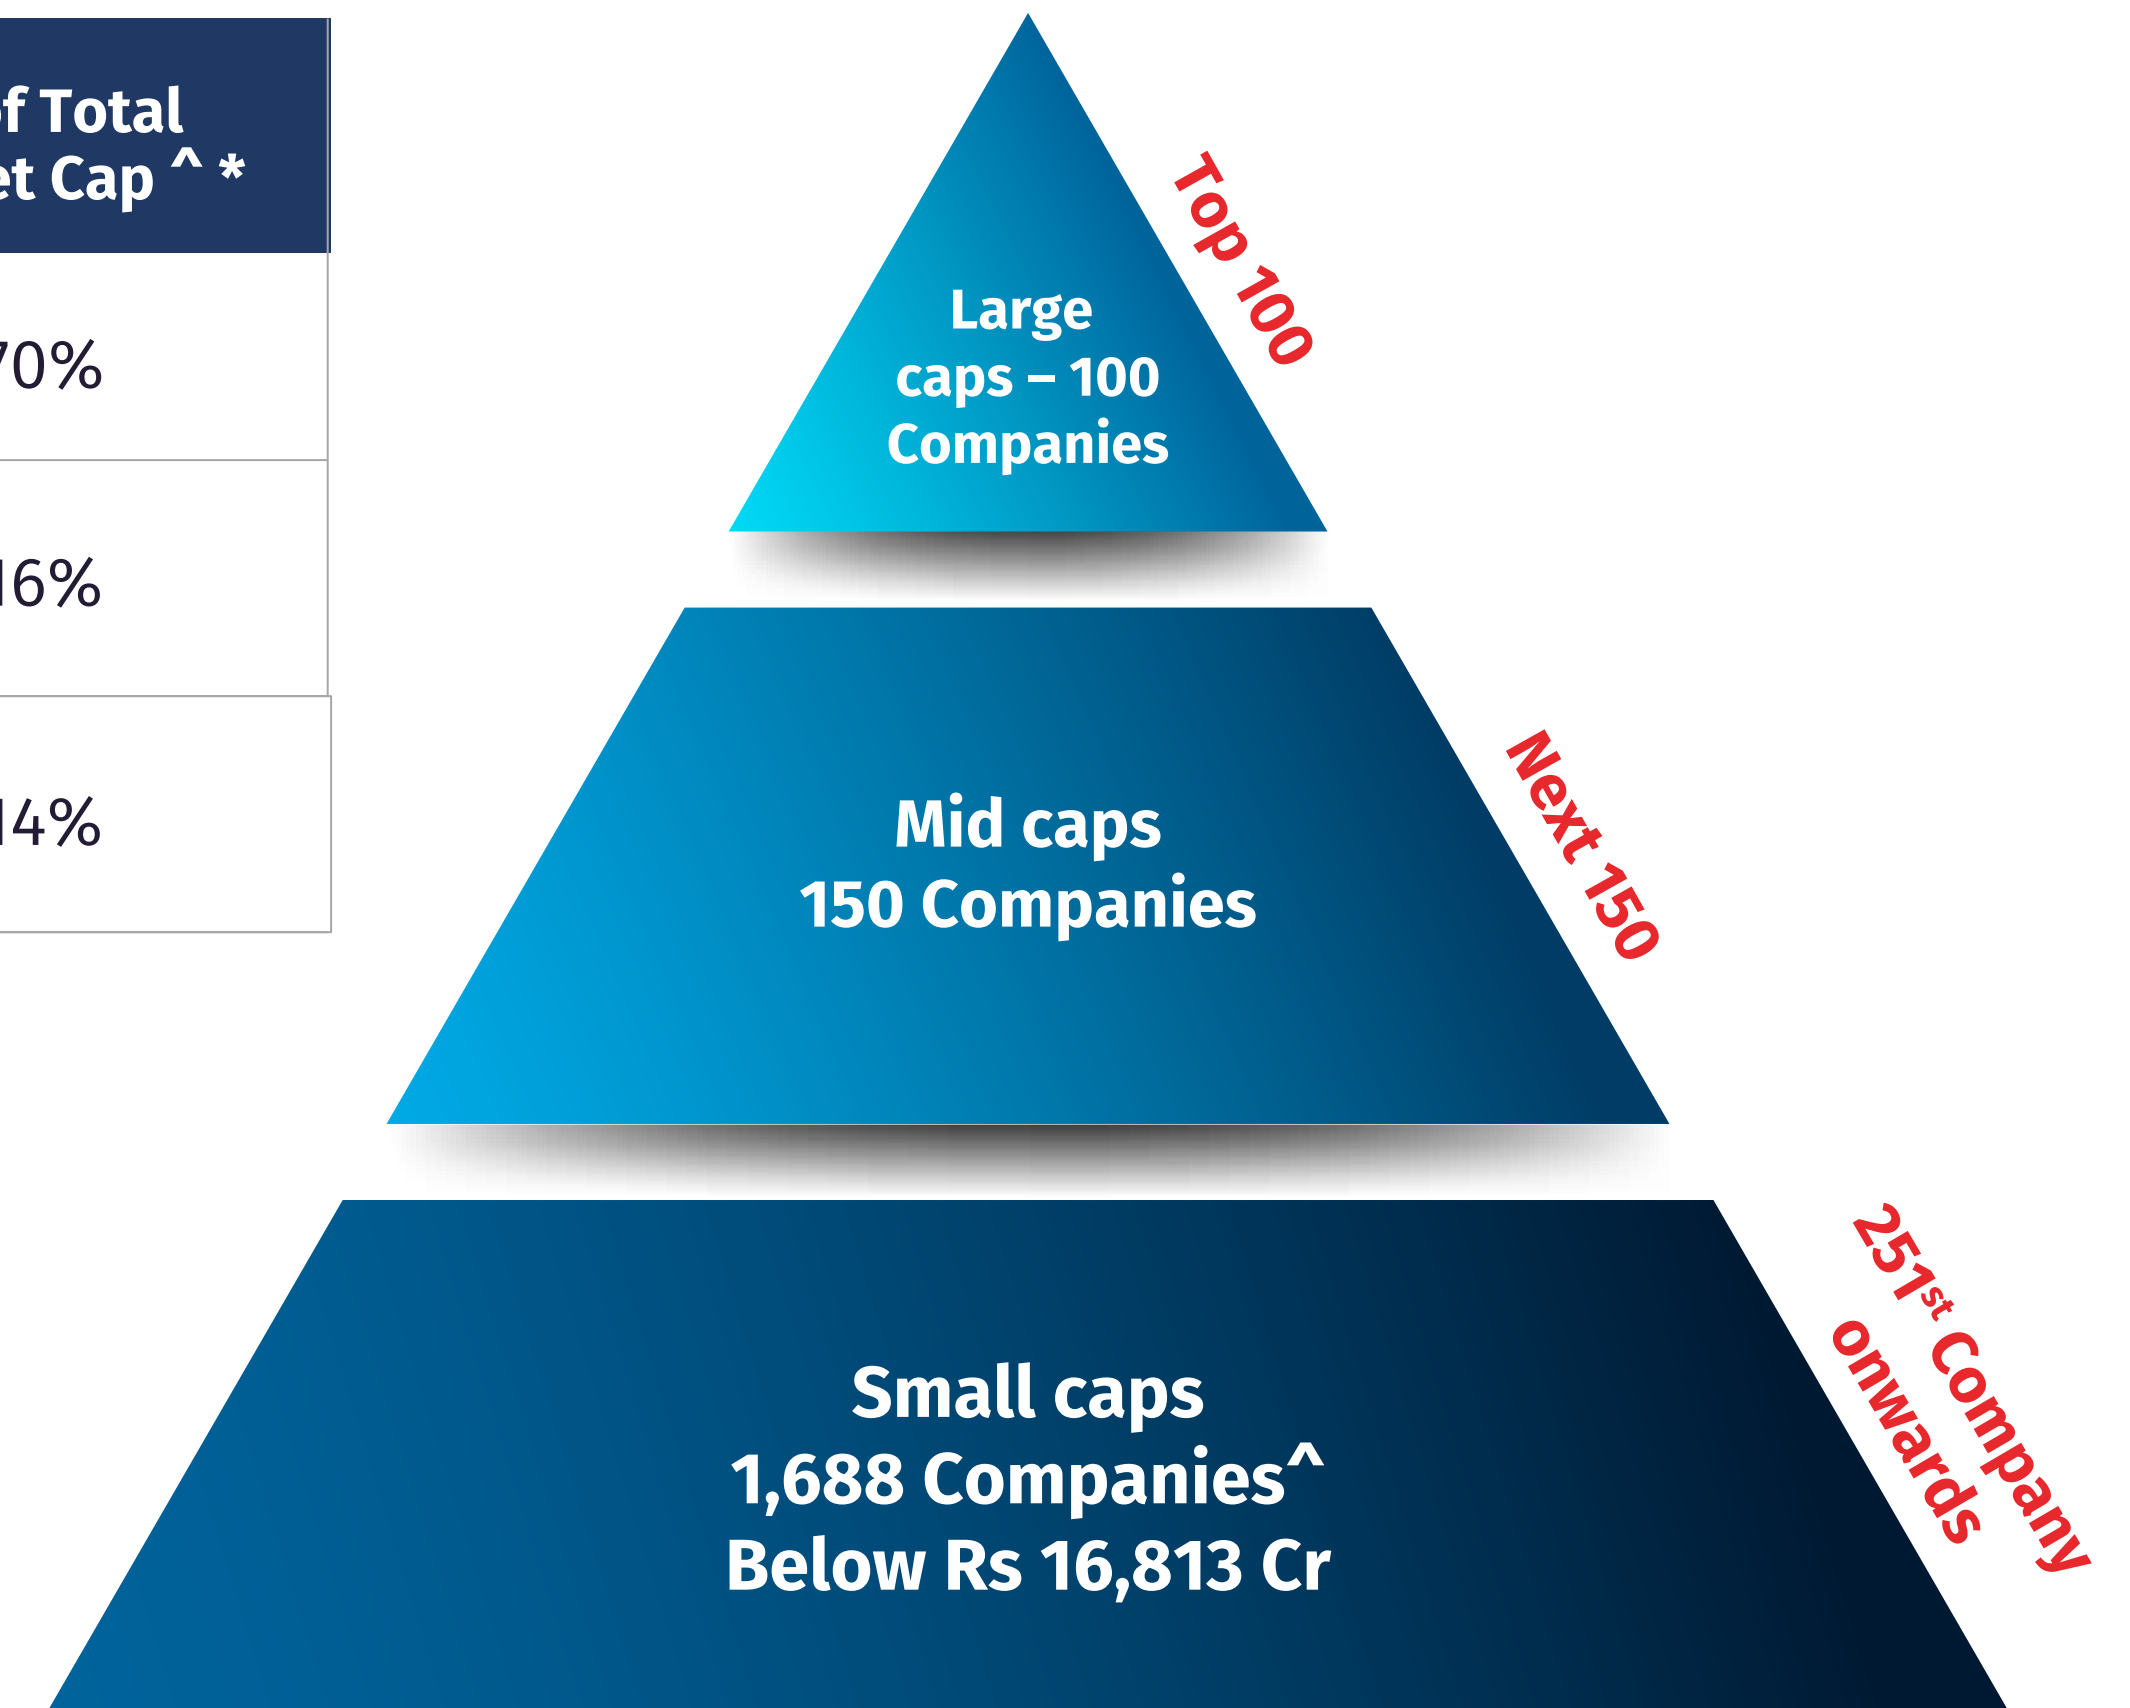 of Total
et Cap ^ *
70%
16%
14%
Large
caps – 100
Companies
Top 100
Mid caps
150 Companies
Next 150
Small caps
1,688 Companies^
Below Rs 16,813 Cr
251st Company
onwards